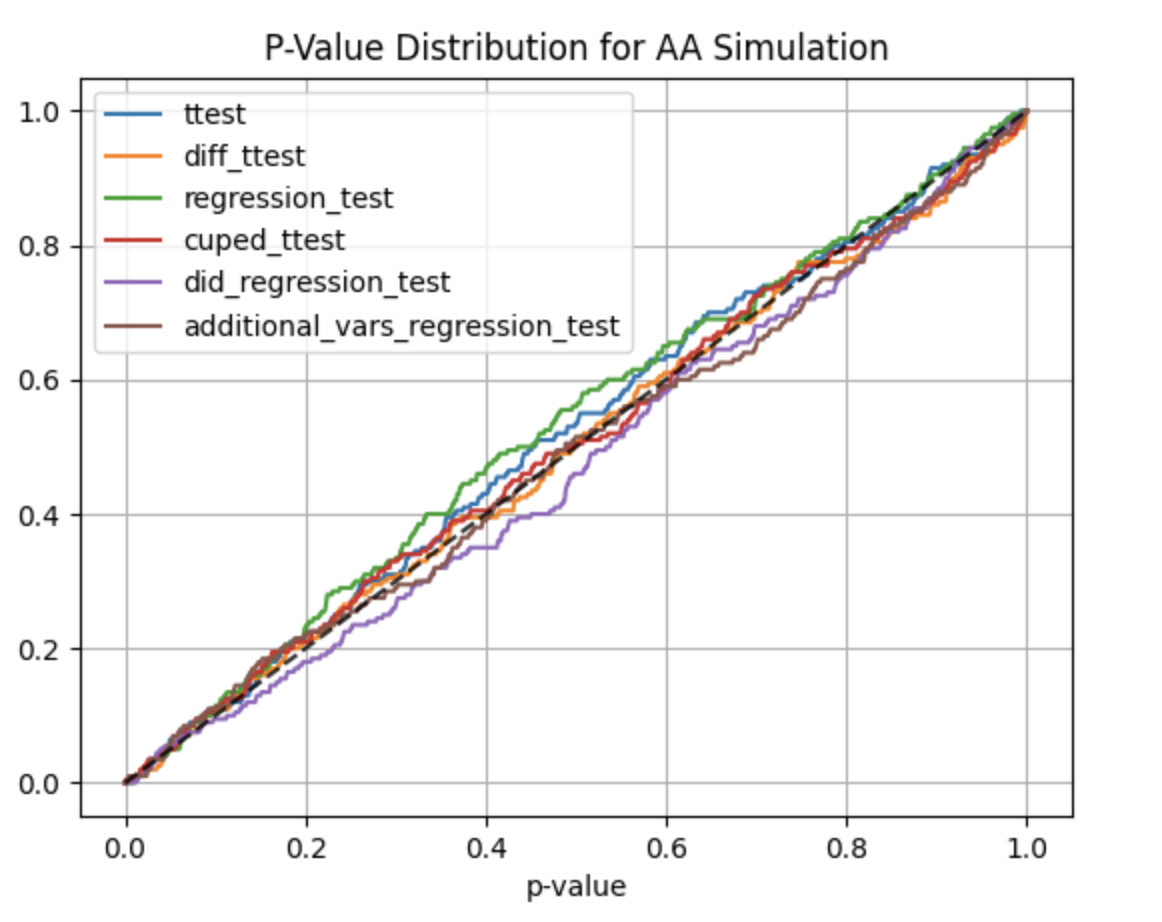 P-Value Distribution for AA Simulation
1.0
0.8
0.6
0.4
0.2
0.0
ttest
diff_ttest
regression_test
cuped_ttest
did_regression_test
additional_vars_regression_test
0.0 0.2 0.4 0.6 0.8 1.0
p-value